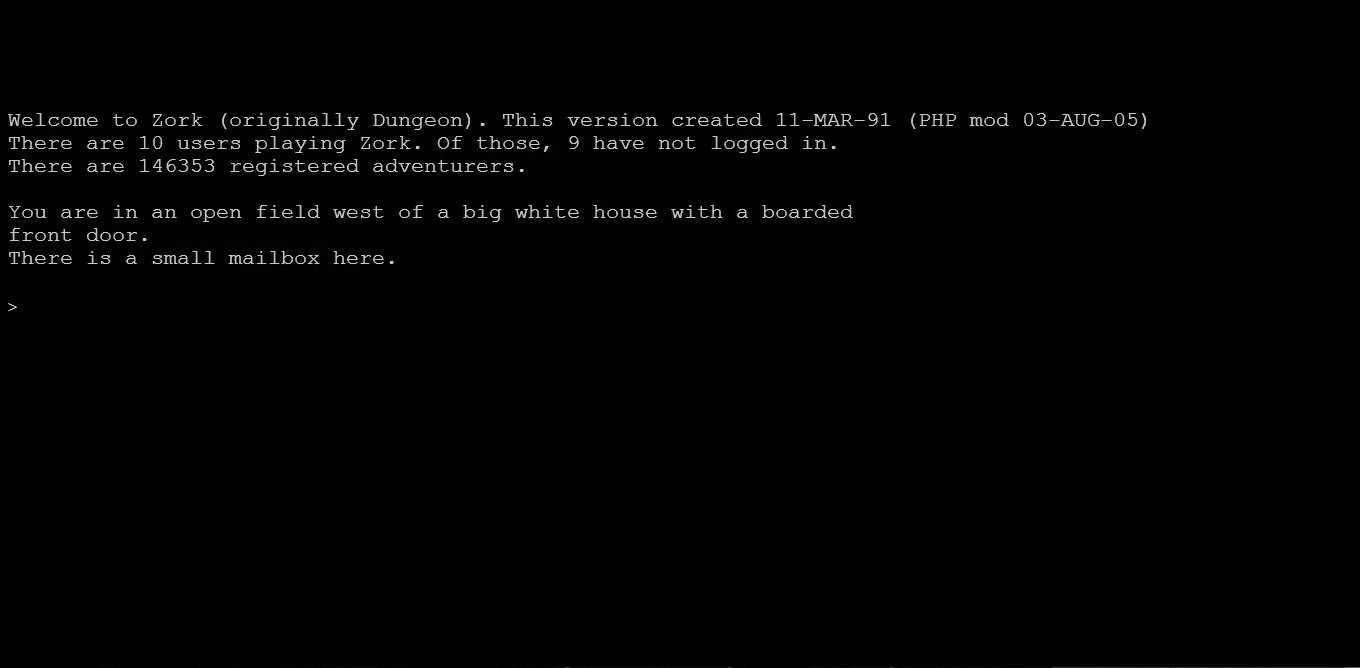 Welcome to Zork (originally Dungeon). This version created 11-MAR-91 (PHP mod 03-AUG-05)
There are 10 users playing Zork. Of those, 9 have not logged in.
There are 146353 registered adventurers.
You are in an open field west of a big white house with a boarded
front door.
There is a small mailbox here.
>